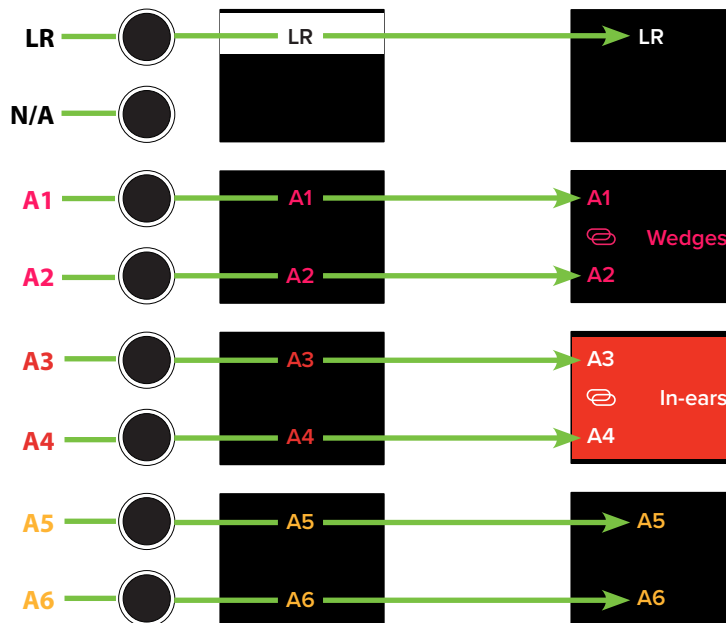 LR LR LR
N/A
A1 A1 A1
Wedges
A2 A2 A2
A3 A3 A3
In-ears
A4 A4 A4
A5 A5 A5
A6 A6 A6